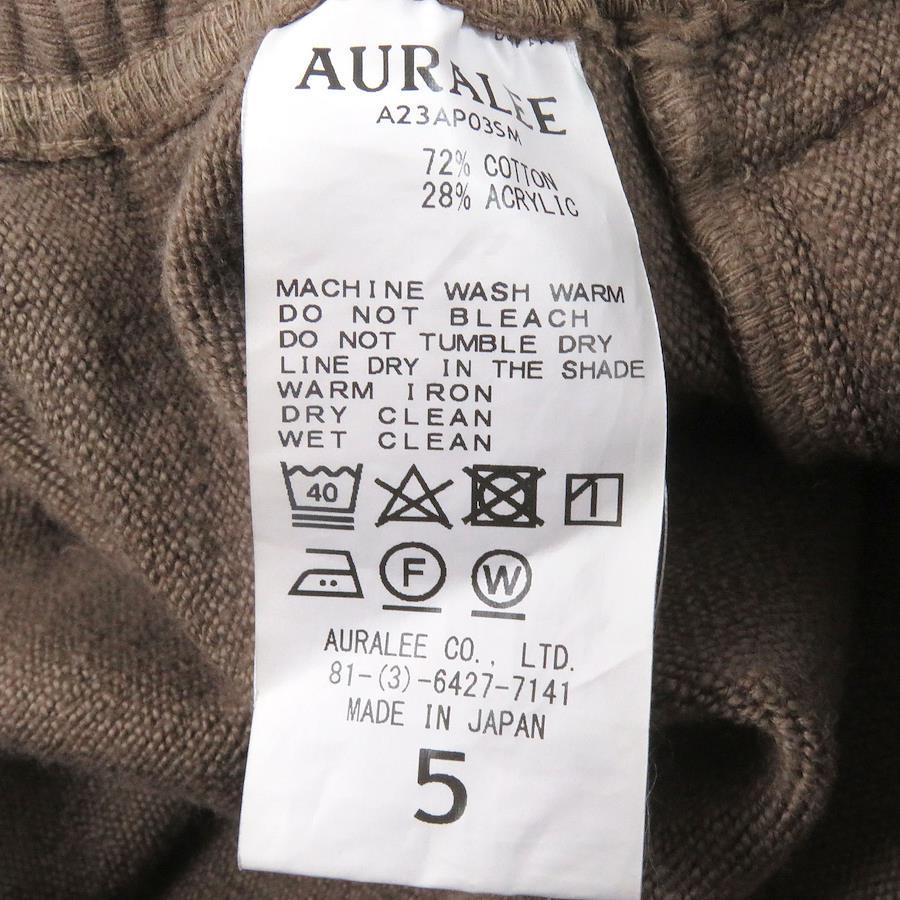 AURALEE
A23AP03SM
72% COTTON
28% ACRYLIC
MACHINE WASH WARM
DO NOT BLEACH
DO NOT TUMBLE DRY
LINE DRY IN THE SHADE
WARM IRON
DRY CLEAN
WET CLEAN
40
F W
AURALEE CO., LTD.
81-(3)-6427-7141
MADE IN JAPAN
5